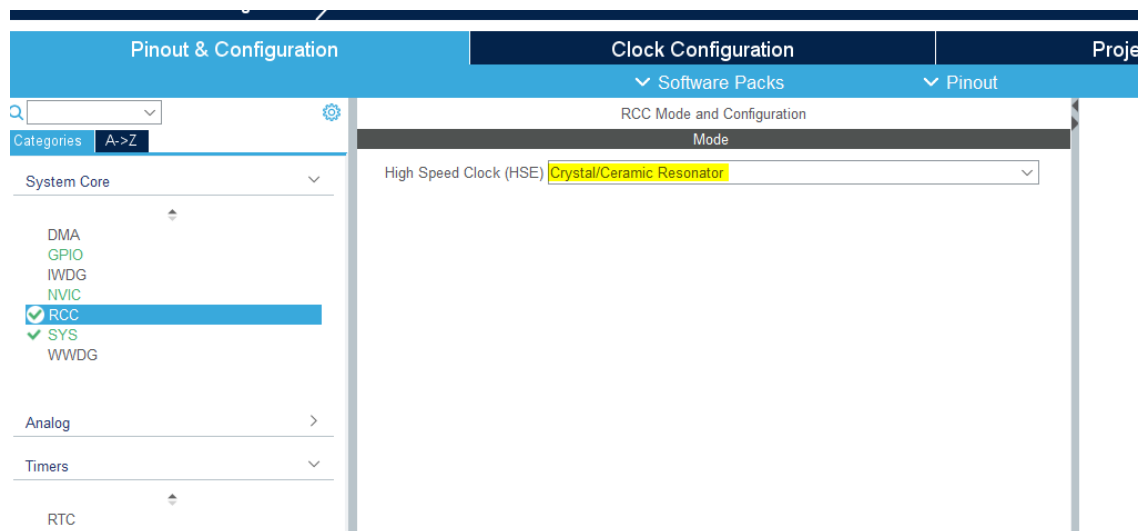 Pinout & Configuration
Clock Configuration
Proje
Software Packs
Pinout
Categories
A->Z
RCC Mode and Configuration
Mode
High Speed Clock (HSE) Crystal/Ceramic Resonator
System Core
DMA
GPIO
IWDG
NVIC
RCC
SYS
WWDG
Analog
Timers
RTC